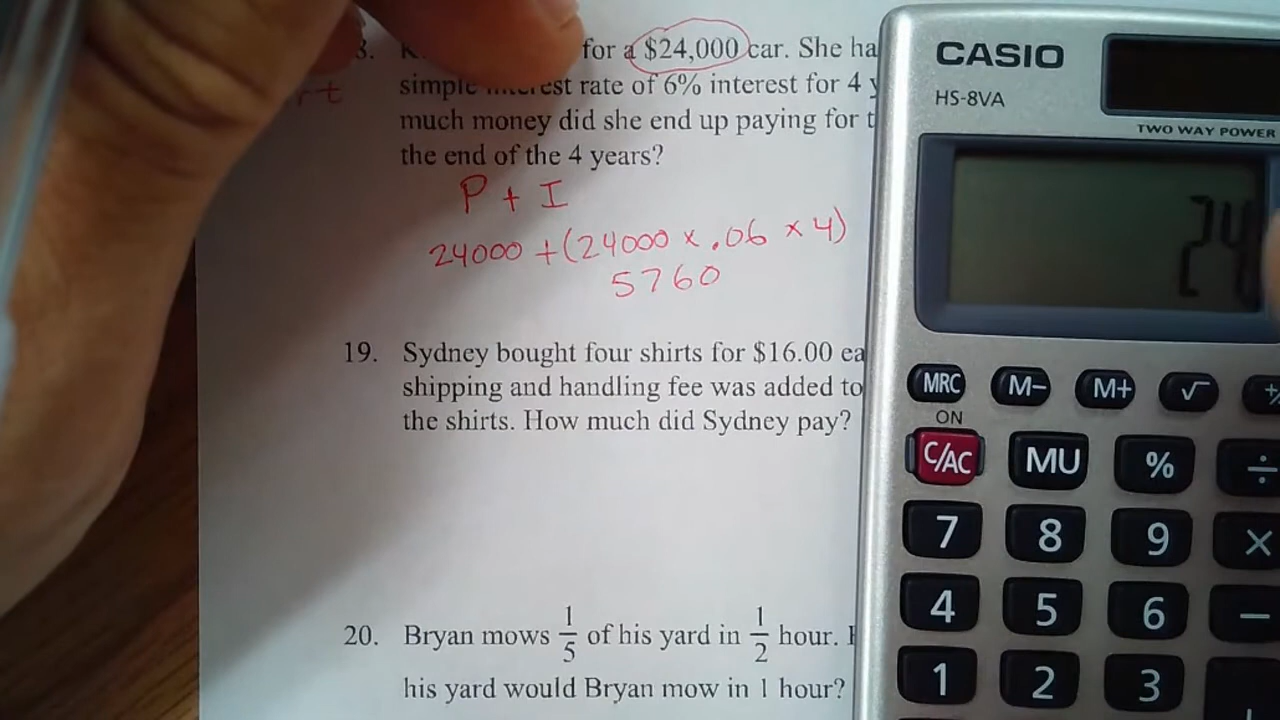 8. K for a $24,000 car. She ha
simple rate of 6% interest for 4 y
rt
much money did she end up paying for t
the end of the 4 years?
P + I
24000 + (24000 x .06 x 4)
5760
19. Sydney bought four shirts for $16.00 ea
shipping and handling fee was added to
the shirts. How much did Sydney pay?
20. Bryan mows 1/5 of his yard in 1/2 hour.
his yard would Bryan mow in 1 hour?
CASIO
HS-8VA
TWO WAY POWER
24
MRC M- M+ √
ON
C/AC MU % ÷
7 8 9 ×
4 5 6 −
1 2 3 +